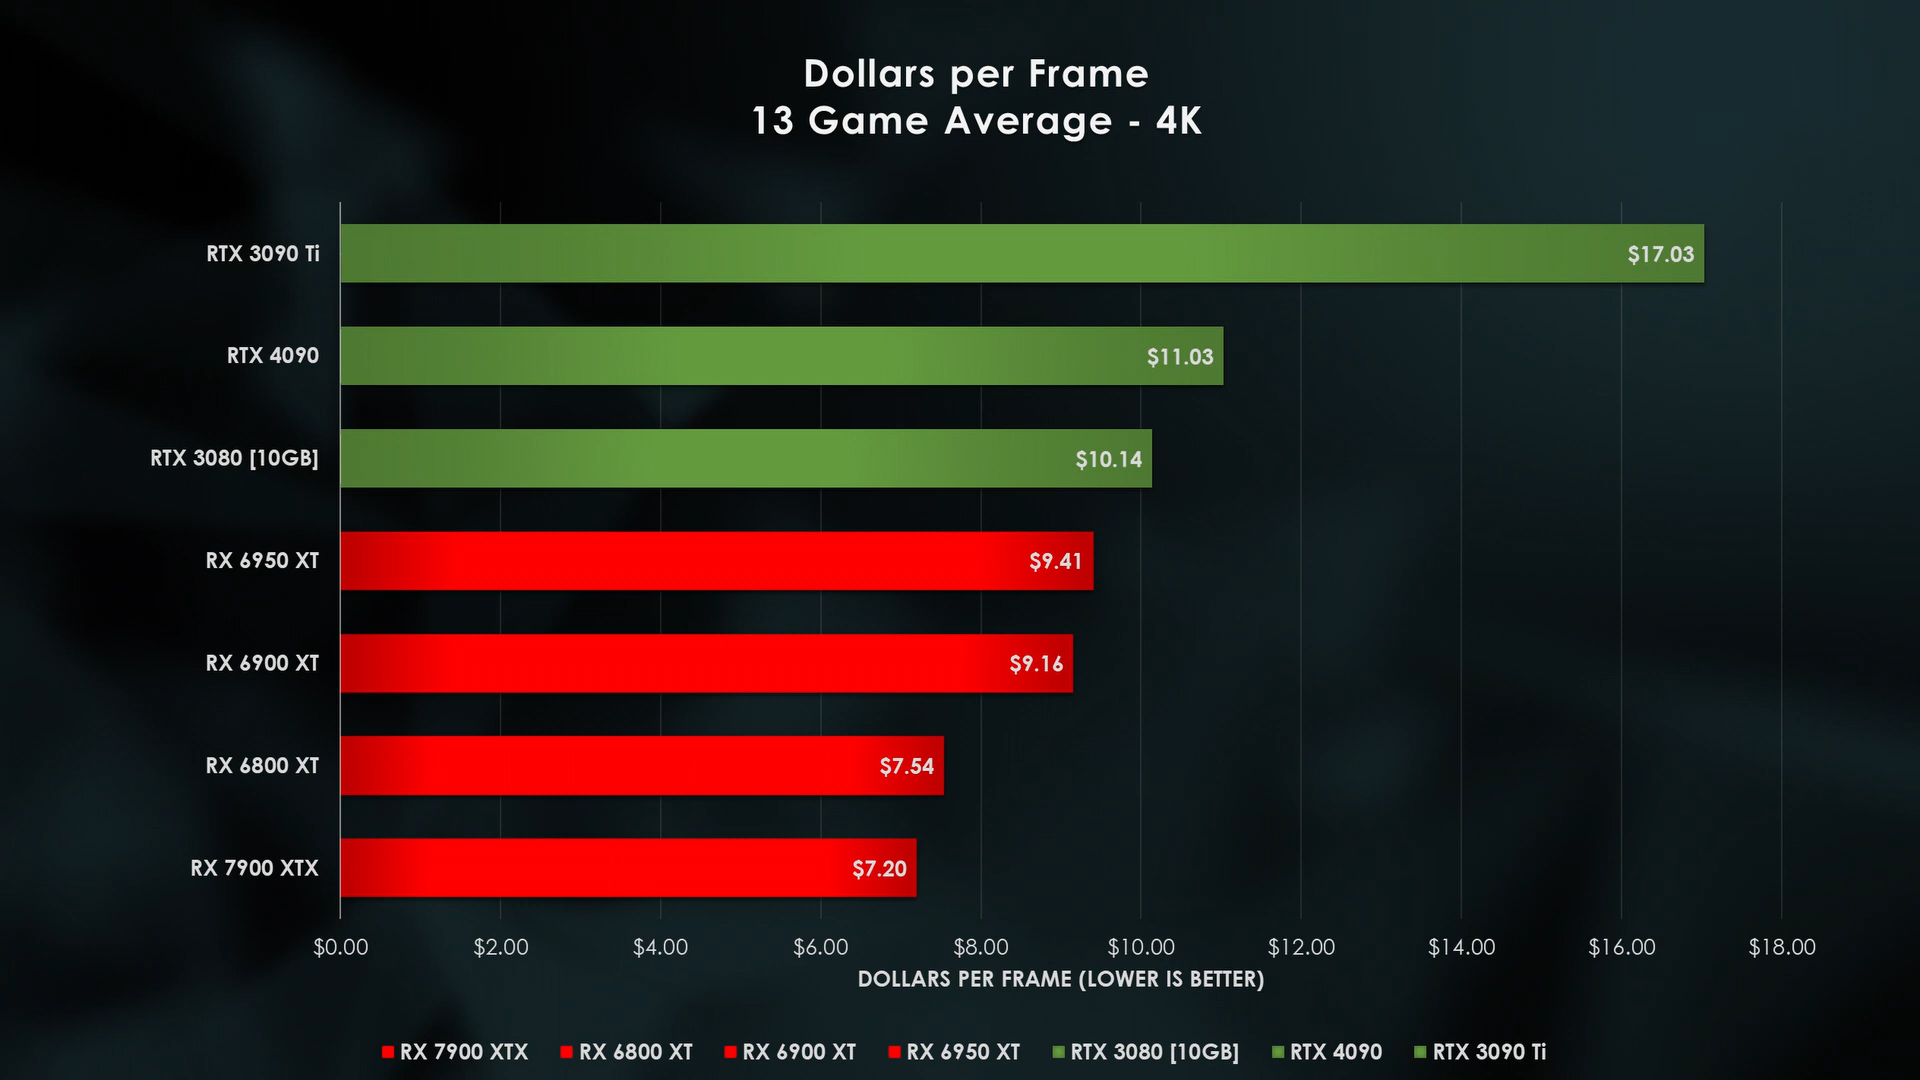 Dollars per Frame
13 Game Average - 4K
RTX 3090 Ti
$17.03
RTX 4090
$11.03
RTX 3080 [10GB]
$10.14
RX 6950 XT
$9.41
RX 6900 XT
$9.16
RX 6800 XT
$7.54
RX 7900 XTX
$7.20
$0.00 $2.00 $4.00 $6.00 $8.00 $10.00 $12.00 $14.00 $16.00 $18.00
DOLLARS PER FRAME (LOWER IS BETTER)
RX 7900 XTX RX 6800 XT RX 6900 XT RX 6950 XT RTX 3080 [10GB] RTX 4090 RTX 3090 Ti